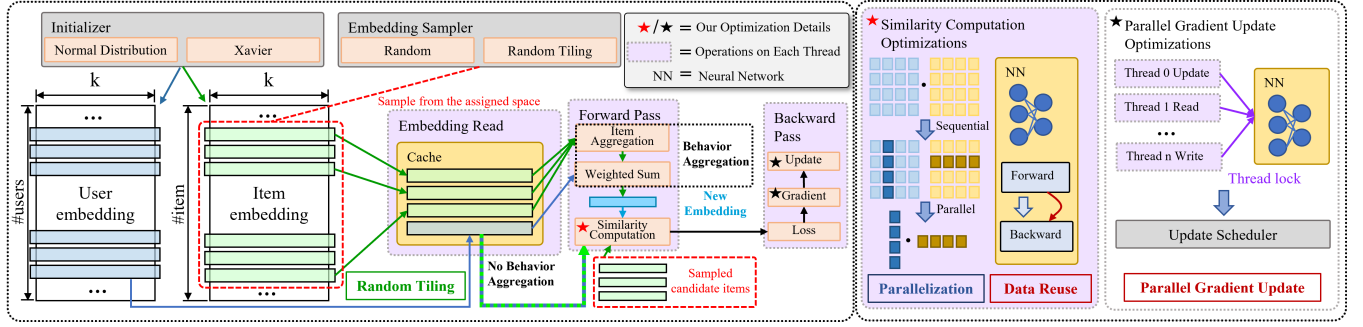 Initializer
Normal Distribution
Xavier
Embedding Sampler
Random
Random Tiling
★/★ = Our Optimization Details
= Operations on Each Thread
NN = Neural Network
k
k
Sample from the assigned space
#users
...
User
embedding
...
#item
...
Item
embedding
...
Embedding Read
Cache
Random Tiling
No Behavior
Aggregation
Forward Pass
Item
Aggregation
Weighted Sum
Behavior
Aggregation
New
Embedding
Similarity
Computation
Sampled
candidate items
Backward
Pass
Update
Gradient
Loss
Similarity Computation
Optimizations
Sequential
Parallel
NN
Forward
Backward
Parallelization
Data Reuse
Parallel Gradient Update
Optimizations
Thread 0 Update
Thread 1 Read
...
Thread n Write
NN
Thread lock
Update Scheduler
Parallel Gradient Update